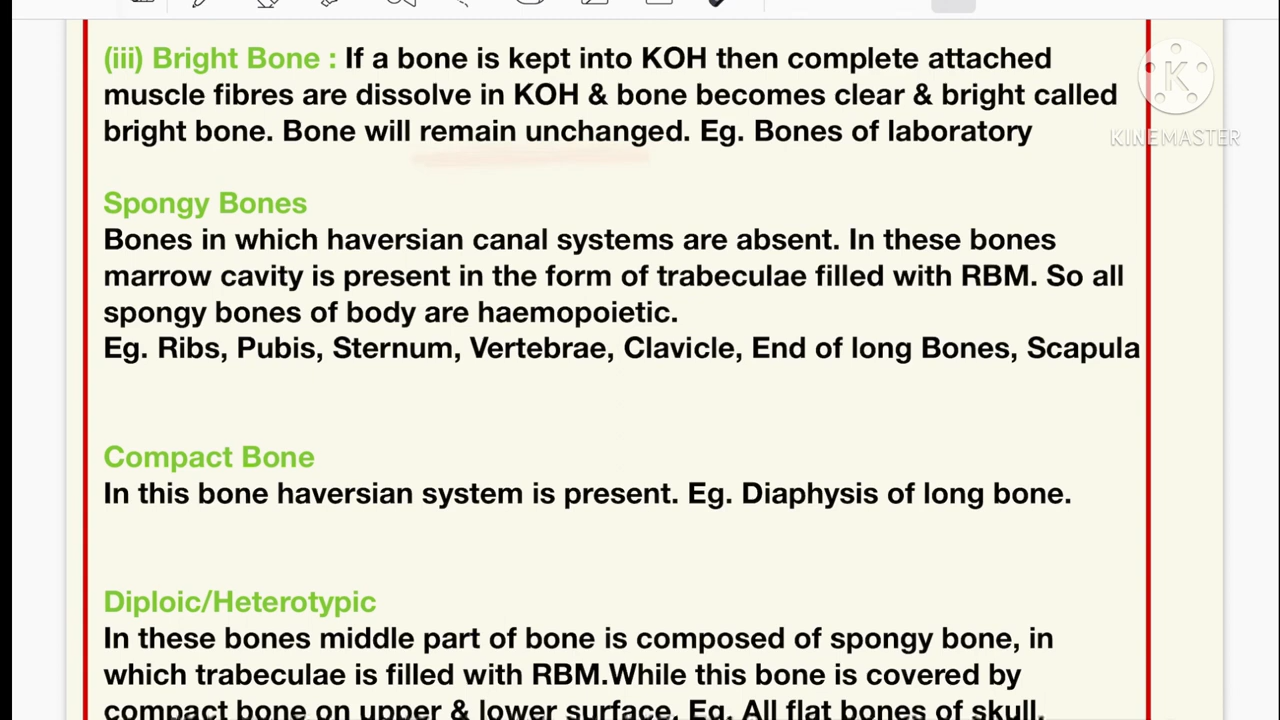 (iii) Bright Bone : If a bone is kept into KOH then complete attached
muscle fibres are dissolve in KOH & bone becomes clear & bright called
bright bone. Bone will remain unchanged. Eg. Bones of laboratory
K
KINEMASTER
Spongy Bones
Bones in which haversian canal systems are absent. In these bones
marrow cavity is present in the form of trabeculae filled with RBM. So all
spongy bones of body are haemopoietic.
Eg. Ribs, Pubis, Sternum, Vertebrae, Clavicle, End of long Bones, Scapula
Compact Bone
In this bone haversian system is present. Eg. Diaphysis of long bone.
Diploic/Heterotypic
In these bones middle part of bone is composed of spongy bone, in
which trabeculae is filled with RBM.While this bone is covered by
compact bone on upper & lower surface. Eg. All flat bones of skull.